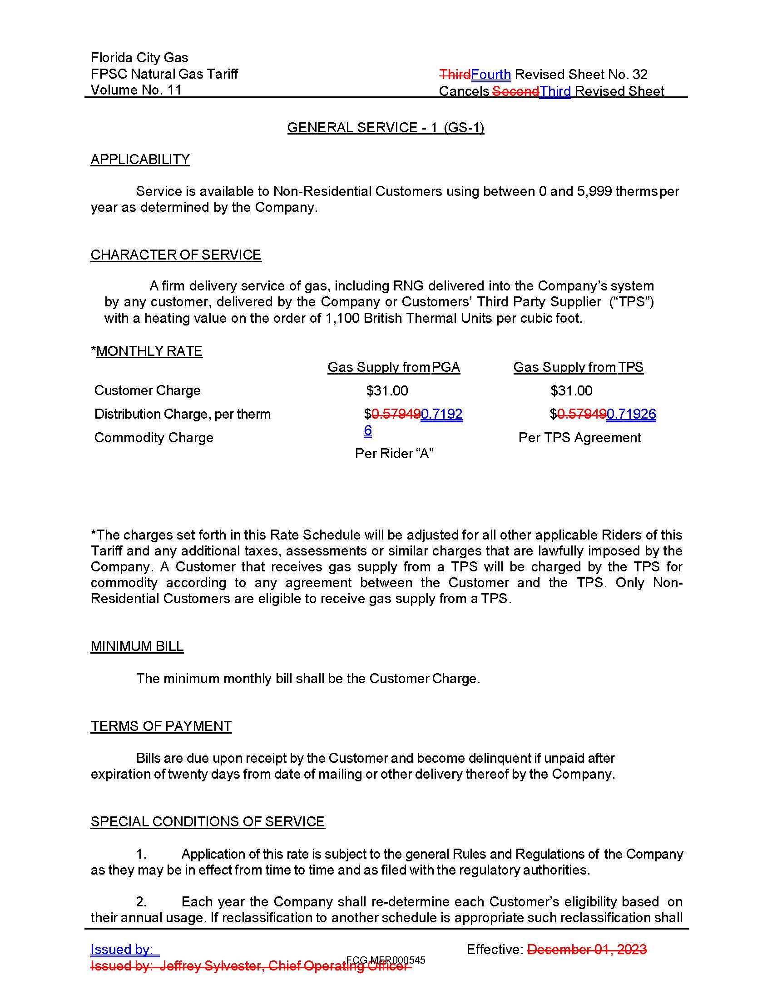 Florida City Gas
FPSC Natural Gas Tariff
ThirdFourth Revised Sheet No. 32
Volume No. 11
Cancels SecondThird Revised Sheet
GENERAL SERVICE - 1 (GS-1)
APPLICABILITY
Service is available to Non-Residential Customers using between 0 and 5,999 therms per
year as determined by the Company.
CHARACTER OF SERVICE
A firm delivery service of gas, including RNG delivered into the Company’s system
by any customer, delivered by the Company or Customers’ Third Party Supplier (“TPS”)
with a heating value on the order of 1,100 British Thermal Units per cubic foot.
*MONTHLY RATE
Gas Supply from PGA Gas Supply from TPS
Customer Charge $31.00 $31.00
Distribution Charge, per therm $0.579490.7192 $0.579490.71926
6
Commodity Charge Per TPS Agreement
Per Rider “A”
*The charges set forth in this Rate Schedule will be adjusted for all other applicable Riders of this
Tariff and any additional taxes, assessments or similar charges that are lawfully imposed by the
Company. A Customer that receives gas supply from a TPS will be charged by the TPS for
commodity according to any agreement between the Customer and the TPS. Only Non-
Residential Customers are eligible to receive gas supply from a TPS.
MINIMUM BILL
The minimum monthly bill shall be the Customer Charge.
TERMS OF PAYMENT
Bills are due upon receipt by the Customer and become delinquent if unpaid after
expiration of twenty days from date of mailing or other delivery thereof by the Company.
SPECIAL CONDITIONS OF SERVICE
1. Application of this rate is subject to the general Rules and Regulations of the Company
as they may be in effect from time to time and as filed with the regulatory authorities.
2. Each year the Company shall re-determine each Customer’s eligibility based on
their annual usage. If reclassification to another schedule is appropriate such reclassification shall
Issued by: Effective: December 01, 2023
FCG MFR000545
Issued by: Jeffrey Sylvester, Chief Operating Officer